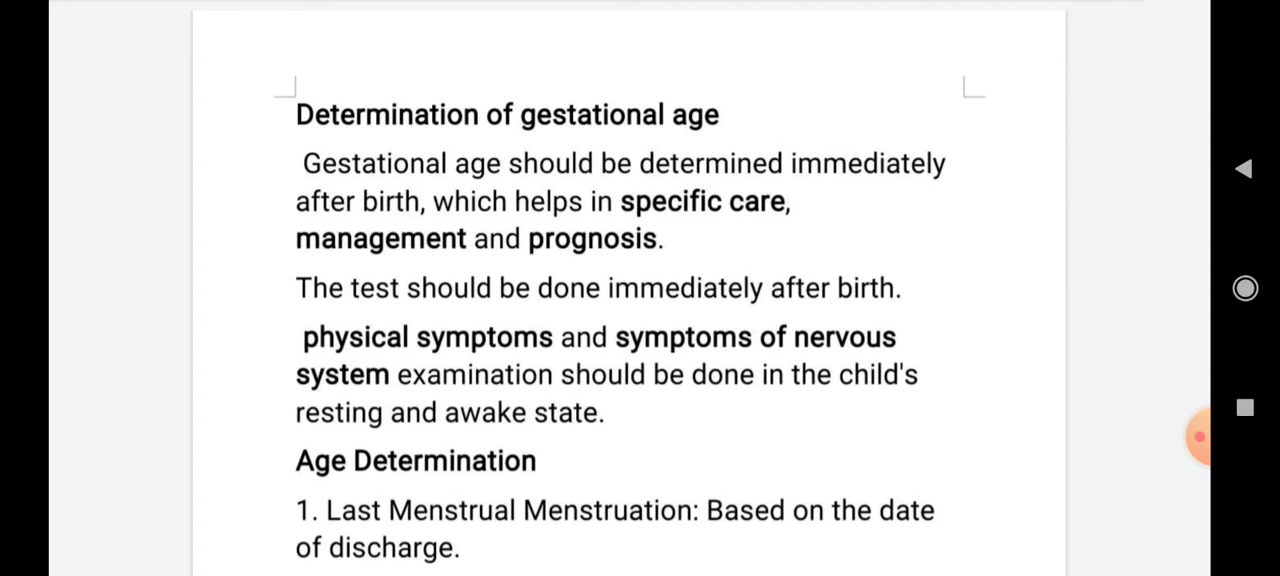 Determination of gestational age
Gestational age should be determined immediately
after birth, which helps in specific care,
management and prognosis.
The test should be done immediately after birth.
physical symptoms and symptoms of nervous
system examination should be done in the child's
resting and awake state.
Age Determination
1. Last Menstrual Menstruation: Based on the date
of discharge.